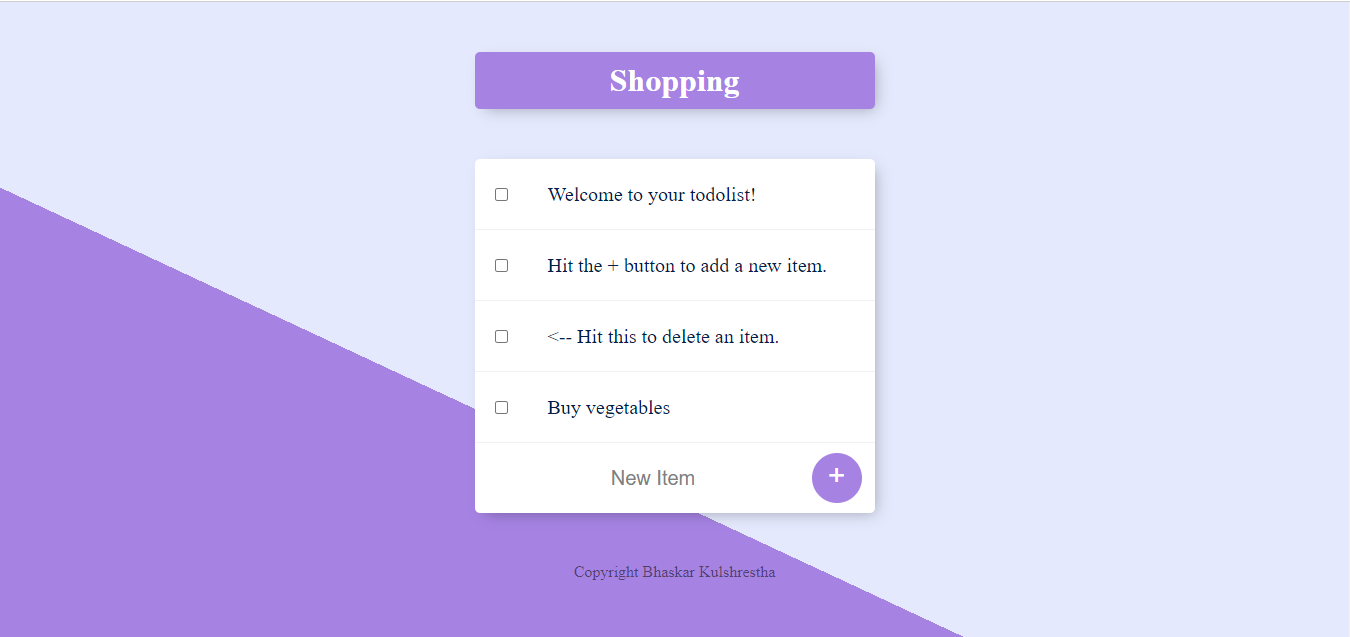 Shopping
Welcome to your todolist!
Hit the + button to add a new item.
<-- Hit this to delete an item.
Buy vegetables
New Item
+
Copyright Bhaskar Kulshrestha